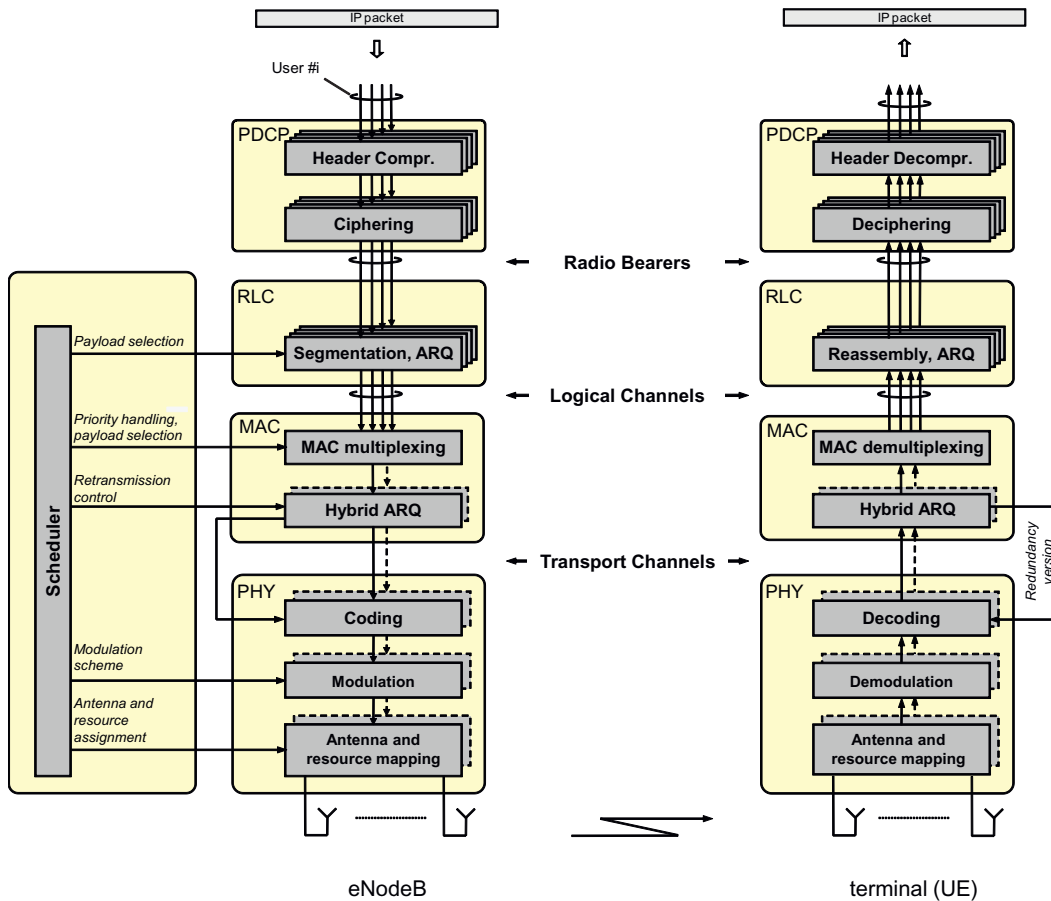 IP packet
User #i
PDCP
Header Compr.
Ciphering
RLC
Segmentation, ARQ
MAC
MAC multiplexing
Hybrid ARQ
PHY
Coding
Modulation
Antenna and
resource mapping
eNodeB
Scheduler
Payload selection
Priority handling,
payload selection
Retransmission
control
Modulation
scheme
Antenna and
resource
assignment
Radio Bearers
Logical Channels
Transport Channels
IP packet
PDCP
Header Decompr.
Deciphering
RLC
Reassembly, ARQ
MAC
MAC demultiplexing
Hybrid ARQ
Redundancy
version
PHY
Decoding
Demodulation
Antenna and
resource mapping
terminal (UE)